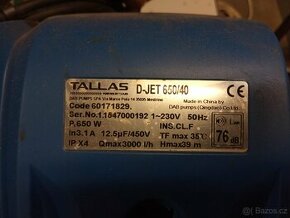 TALLAS D-JET 650/40
DAB PUMPS SPA Via Marco Polo 14 35035 Mestrino
Made in China by
Code 60171829.
DAB pumps (Qingdao) Co.Ltd
Ser.No.1.1547000192 1~230V 50Hz
P.650 W INS.CL.F
In3.1A 12.5µF/450V TF max 35°C
IP X4 Qmax3000 l/h Hmax39 m
CE
Lwa
76
dB
Bazoš.cz